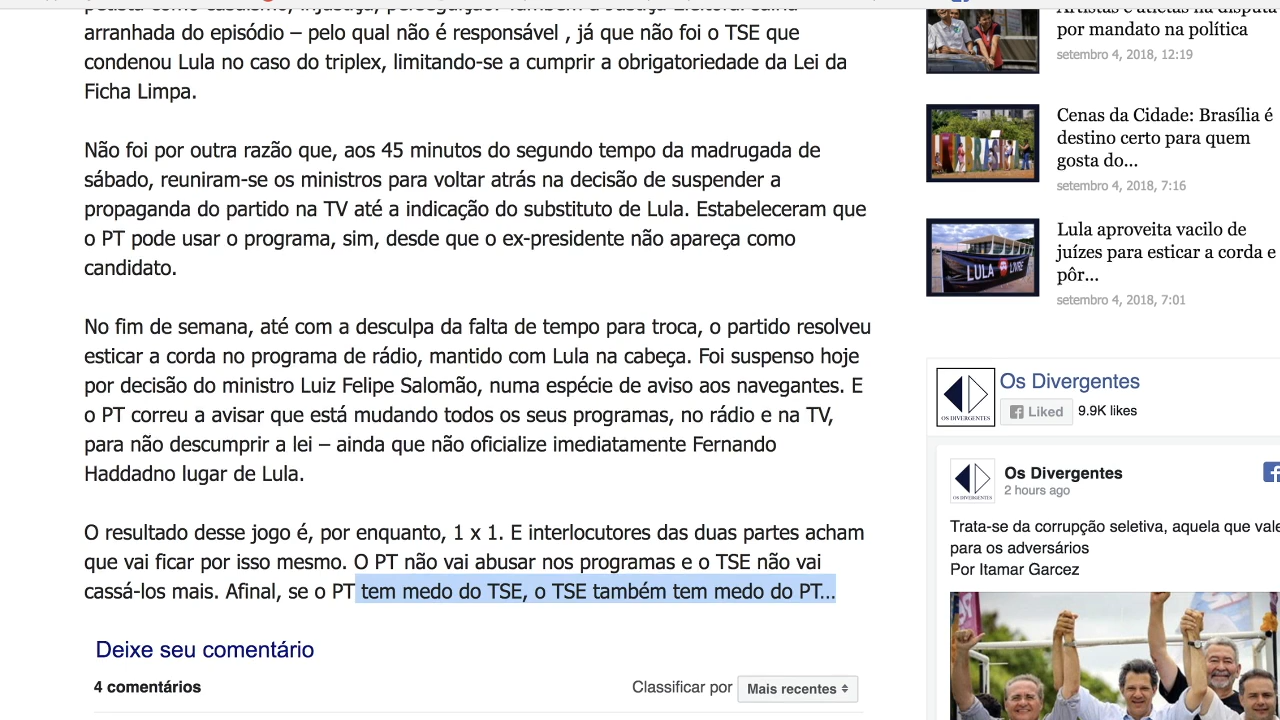 arranhada do episódio – pelo qual não é responsável , já que não foi o TSE que
condenou Lula no caso do triplex, limitando-se a cumprir a obrigatoriedade da Lei da
Ficha Limpa.
Não foi por outra razão que, aos 45 minutos do segundo tempo da madrugada de
sábado, reuniram-se os ministros para voltar atrás na decisão de suspender a
propaganda do partido na TV até a indicação do substituto de Lula. Estabeleceram que
o PT pode usar o programa, sim, desde que o ex-presidente não apareça como
candidato.
No fim de semana, até com a desculpa da falta de tempo para troca, o partido resolveu
esticar a corda no programa de rádio, mantido com Lula na cabeça. Foi suspenso hoje
por decisão do ministro Luiz Felipe Salomão, numa espécie de aviso aos navegantes. E
o PT correu a avisar que está mudando todos os seus programas, no rádio e na TV,
para não descumprir a lei – ainda que não oficialize imediatamente Fernando
Haddadno lugar de Lula.
O resultado desse jogo é, por enquanto, 1 x 1. E interlocutores das duas partes acham
que vai ficar por isso mesmo. O PT não vai abusar nos programas e o TSE não vai
cassá-los mais. Afinal, se o PT tem medo do TSE, o TSE também tem medo do PT…
Deixe seu comentário
4 comentários
Classificar por Mais recentes
Artistas e atletas na disputa
por mandato na política
setembro 4, 2018, 12:19
Cenas da Cidade: Brasília é
destino certo para quem
gosta do...
setembro 4, 2018, 7:16
LULA LIVRE
Lula aproveita vacilo de
juízes para esticar a corda e
pôr...
setembro 4, 2018, 7:01
OS DIVERGENTES
Os Divergentes
Liked 9.9K likes
OS DIVERGENTES
Os Divergentes
2 hours ago
Trata-se da corrupção seletiva, aquela que vale
para os adversários
Por Itamar Garcez